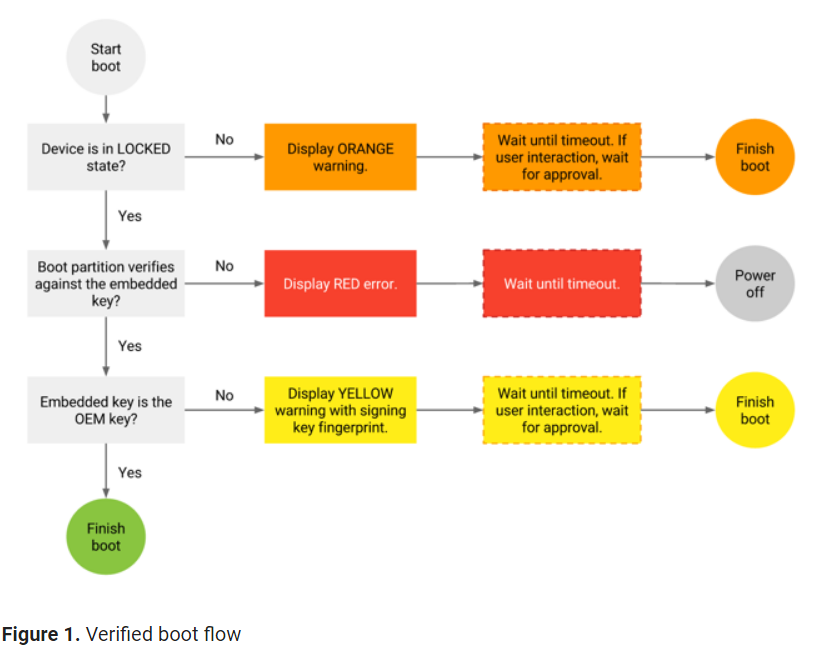 Start
boot
Device is in LOCKED
state?
No
Display ORANGE
warning.
Wait until timeout. If
user interaction, wait
for approval.
Finish
boot
Yes
Boot partition verifies
against the embedded
key?
No
Display RED error.
Wait until timeout.
Power
off
Yes
Embedded key is the
OEM key?
No
Display YELLOW
warning with signing
key fingerprint.
Wait until timeout. If
user interaction, wait
for approval.
Finish
boot
Yes
Finish
boot
Figure 1. Verified boot flow